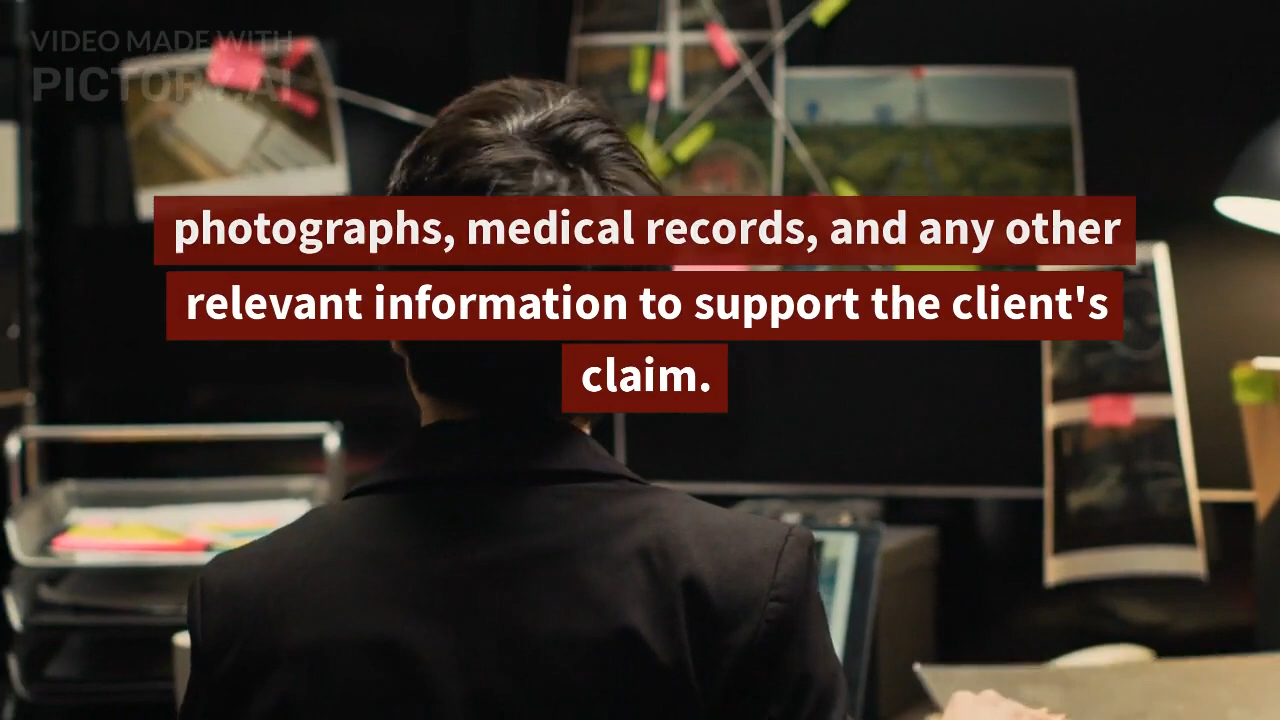 VIDEO MADE WITH
PICTORY.AI
photographs, medical records, and any other
relevant information to support the client's
claim.